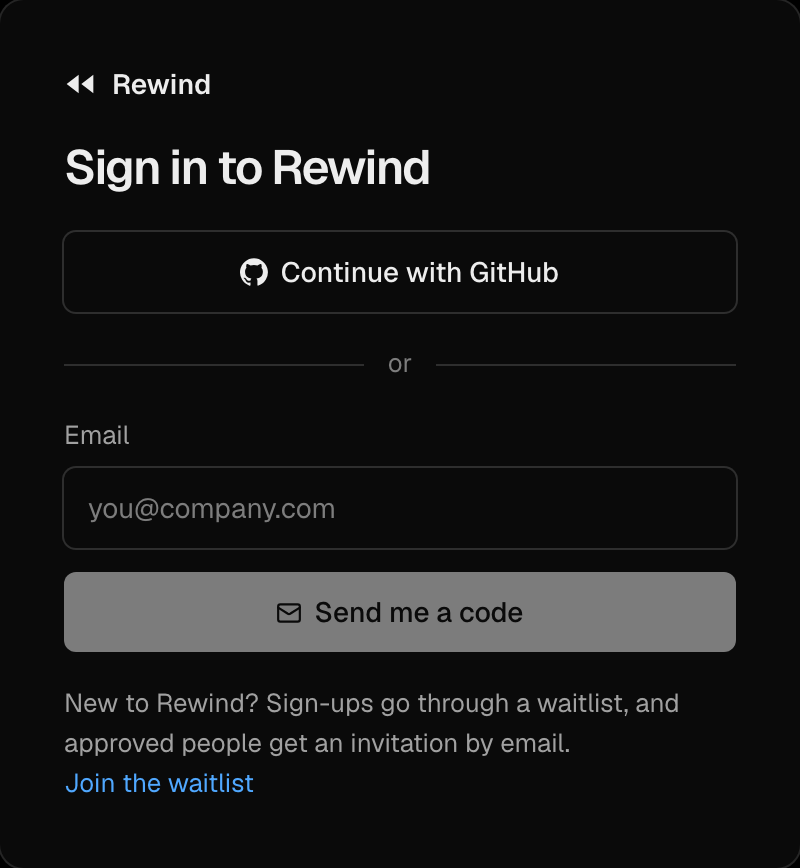 Rewind
Sign in to Rewind
Continue with GitHub
or
Email
you@company.com
Send me a code
New to Rewind? Sign-ups go through a waitlist, and
approved people get an invitation by email.
Join the waitlist